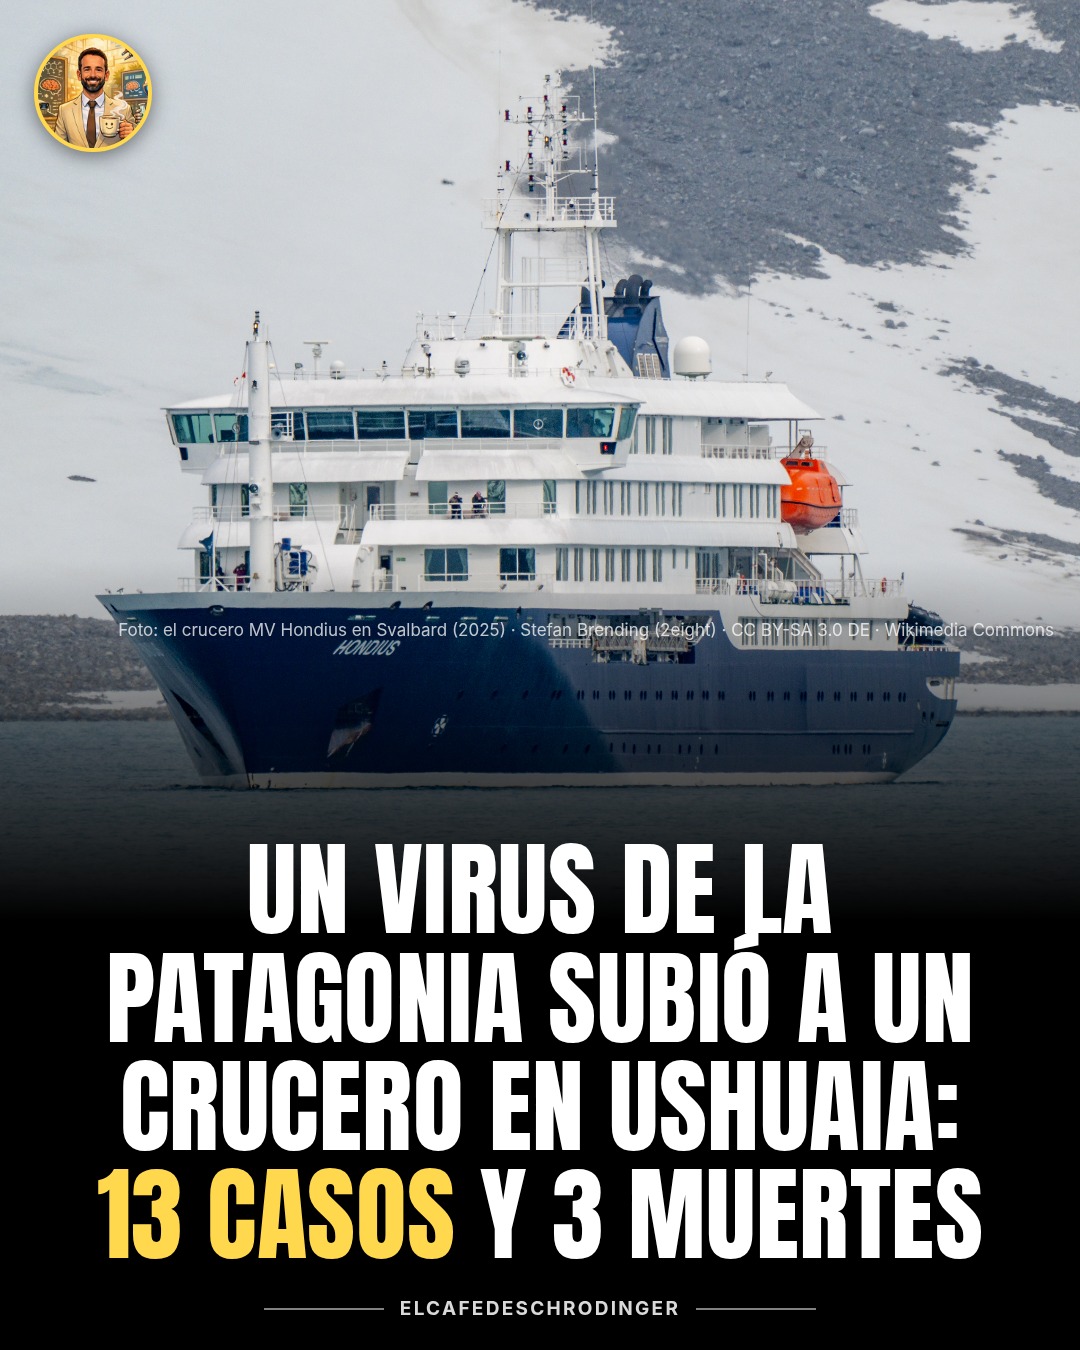 Foto: el crucero MV Hondius en Svalbard (2025) · Stefan Brending (2eight) · CC BY-SA 3.0 DE · Wikimedia Commons
HONDIUS
UN VIRUS DE LA
PATAGONIA SUBIÓ A UN
CRUCERO EN USHUAIA:
13 CASOS Y 3 MUERTES
ELCAFEDESCHRODINGER